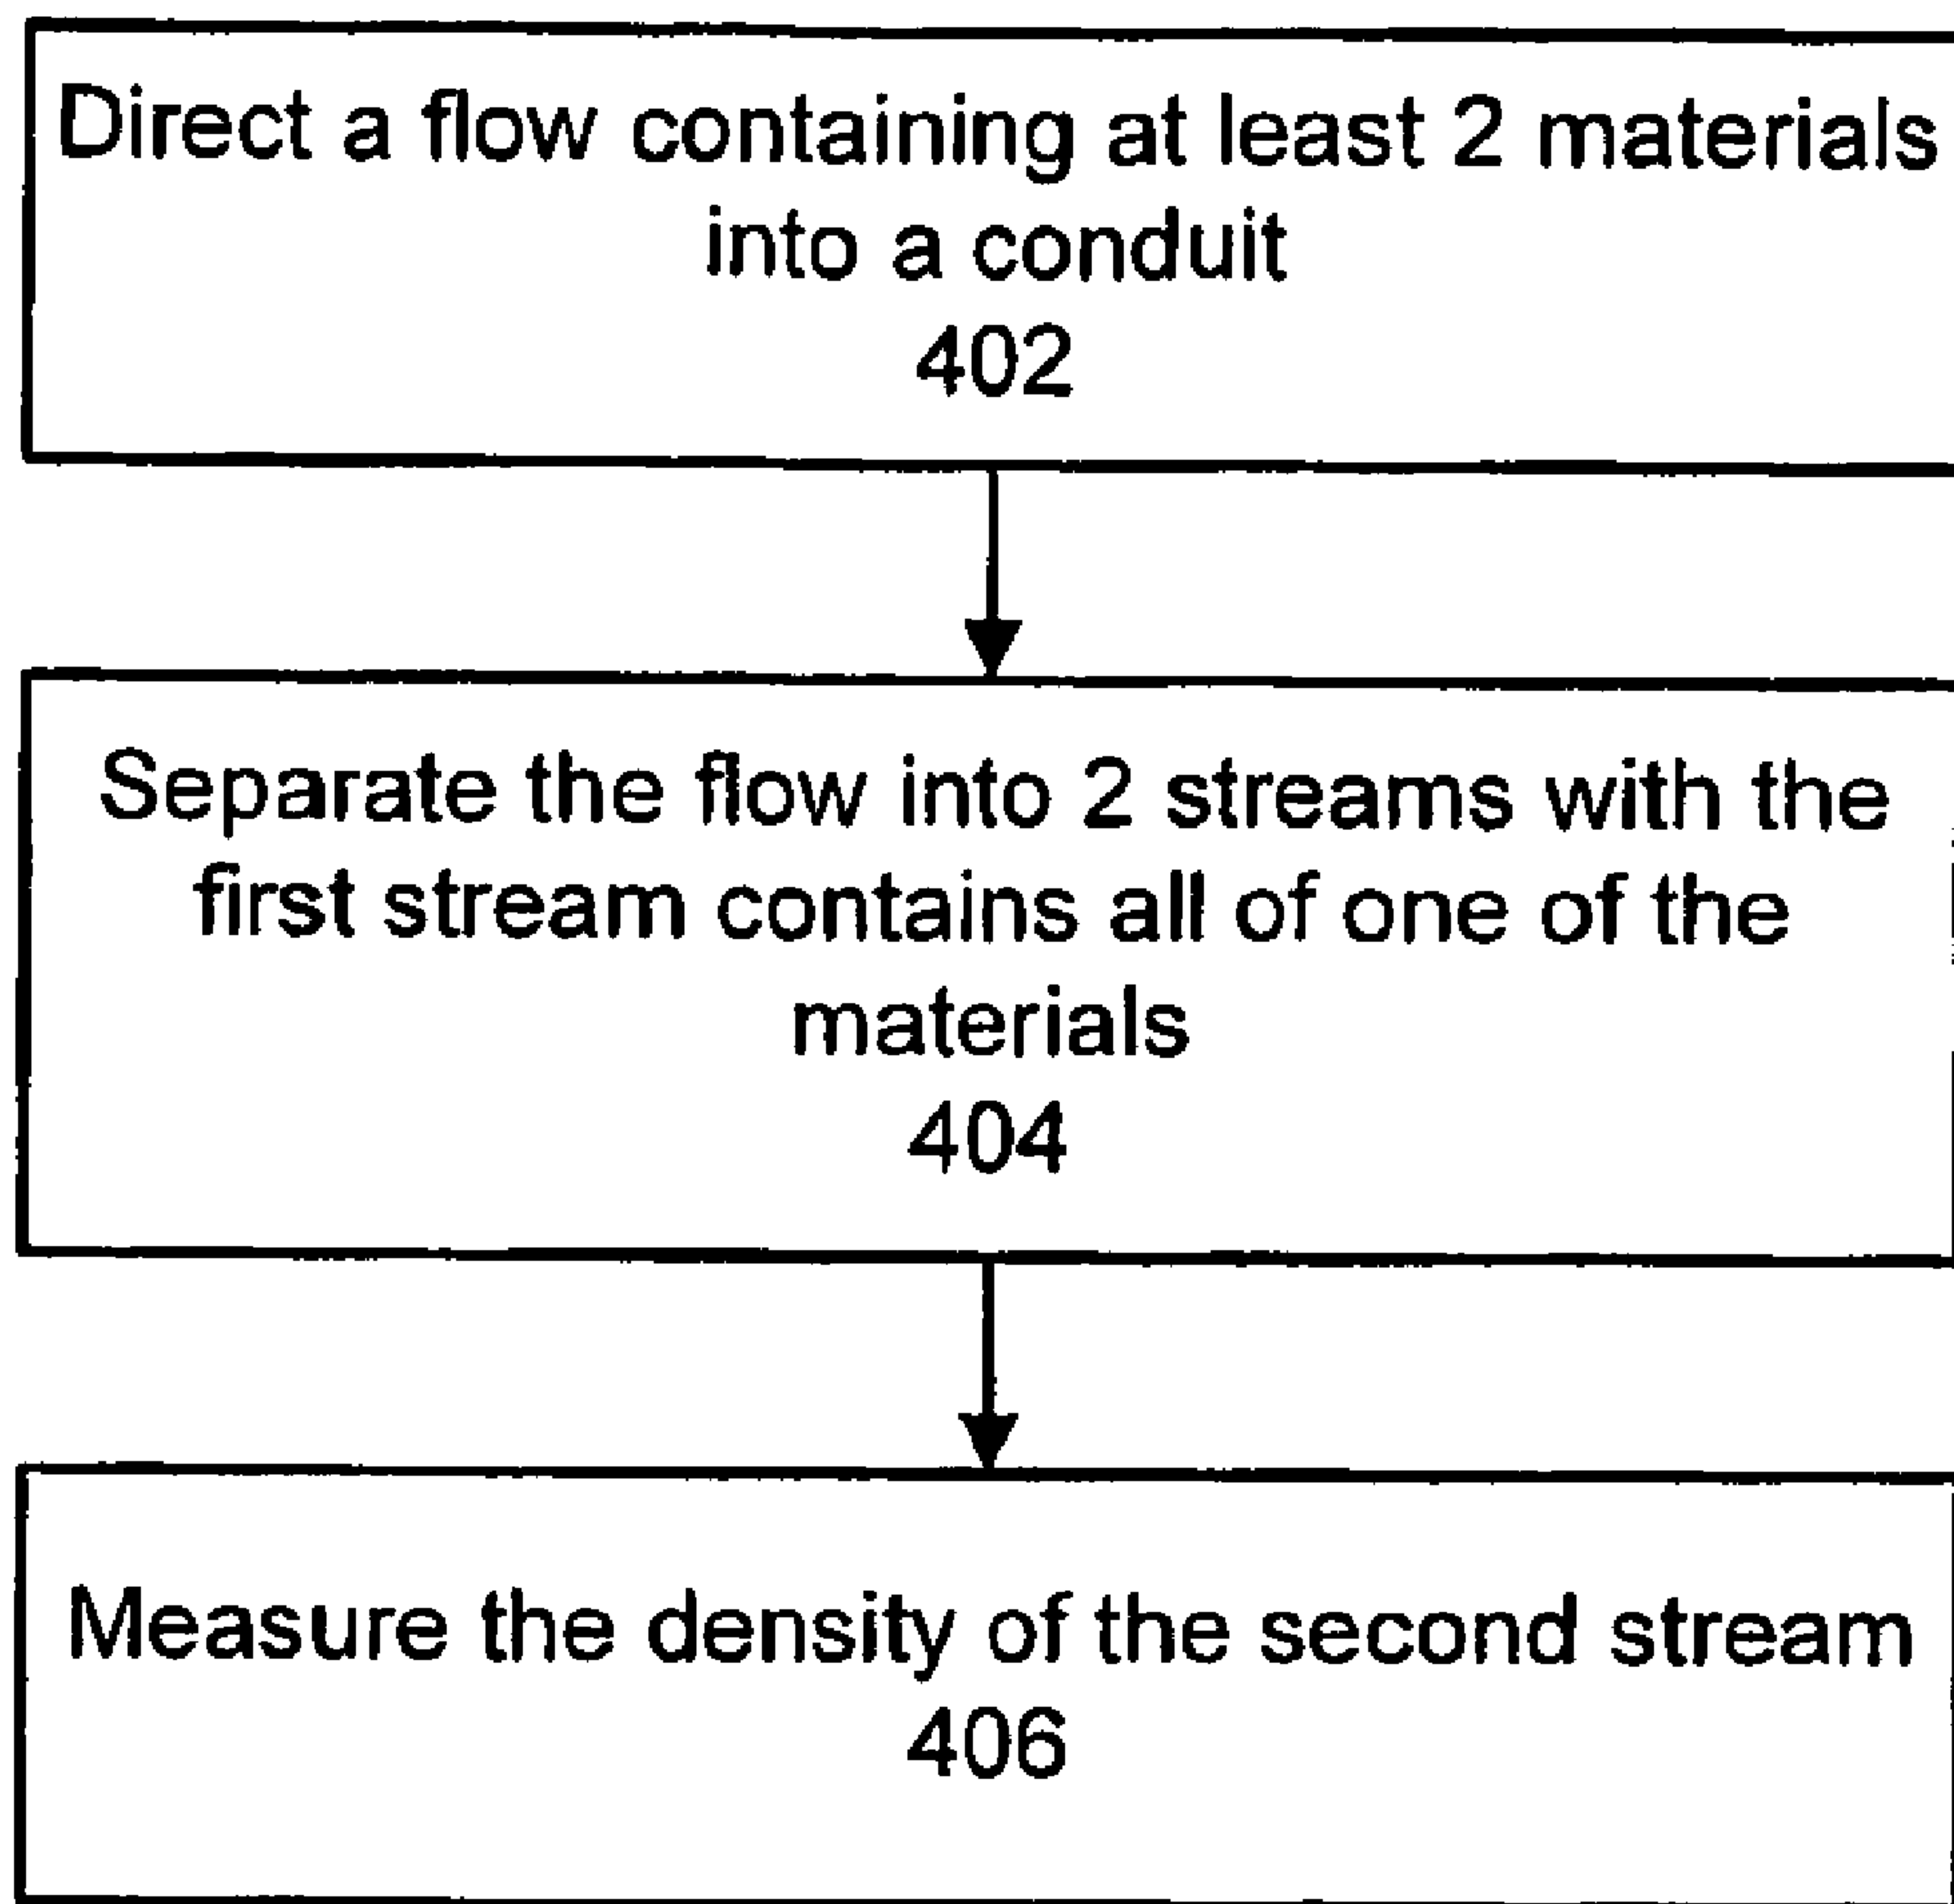 Direct a flow containing at least 2 materials
into a conduit
402
Separate the flow into 2 streams with the
first stream contains all of one of the
materials
404
Measure the density of the second stream
406